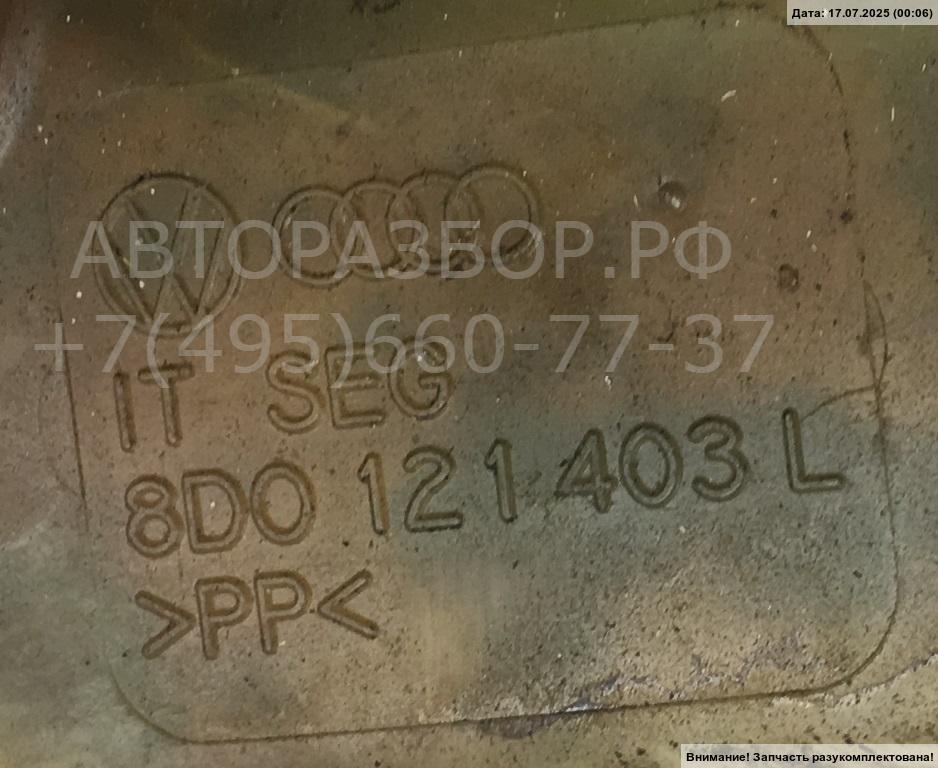 Дата: 17.07.2025 (00:06)
АВТОРАЗБОР.РФ
+7(495)660-77-37
IT SEG
8D0 121 403 L
>PP<
Внимание! Запчасть разукомплектована!